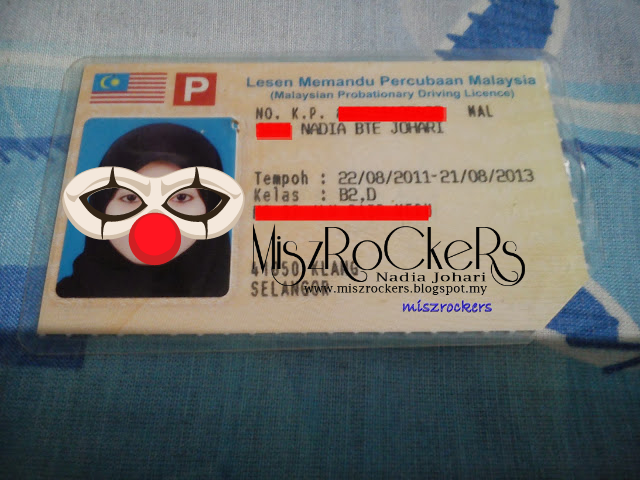 P
Lesen Memandu Percubaan Malaysia
(Malaysian Probationary Driving Licence)
NO. K.P. MAL
NADIA BTE JOHARI
Tempoh : 22/08/2011-21/08/2013
Kelas : B2,D
MiszRoCkeRs
Nadia Johari
KLANG
www.miszrockers.blogspot.my
SELANGOR
miszrockers